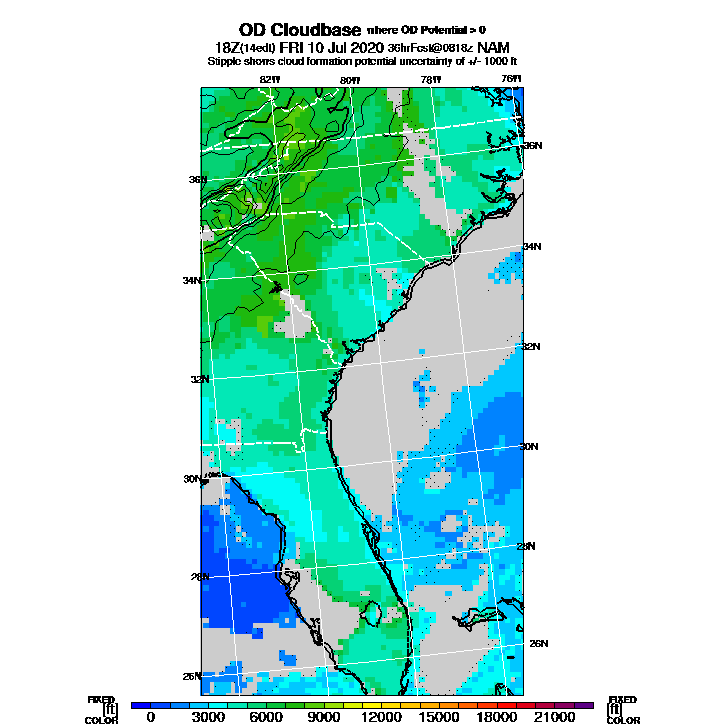 OD Cloudbase where OD Potential > 0
18Z(14edt) FRI 10 Jul 2020 36hrFcst@0818z NAM
Stipple shows cloud formation potential uncertainty of +/- 1000 ft
82W 80W 78W 76W
36N
36N
34N
34N
32N
32N
30N
30N
28N
28N
26N
26N
FIXED FIXED
[ft] [ft]
COLOR 0 3000 6000 9000 12000 15000 18000 21000 COLOR